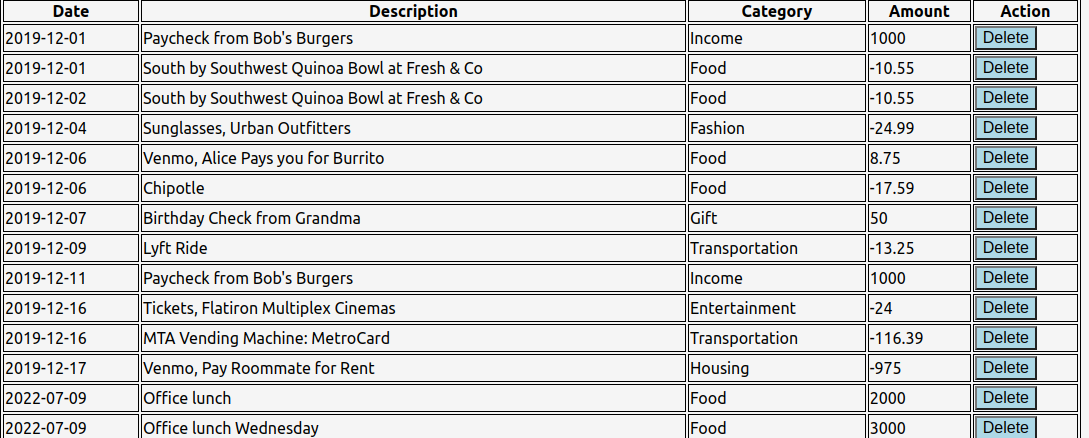 Date Description Category Amount Action
2019-12-01 Paycheck from Bob's Burgers Income 1000 Delete
2019-12-01 South by Southwest Quinoa Bowl at Fresh & Co Food -10.55 Delete
2019-12-02 South by Southwest Quinoa Bowl at Fresh & Co Food -10.55 Delete
2019-12-04 Sunglasses, Urban Outfitters Fashion -24.99 Delete
2019-12-06 Venmo, Alice Pays you for Burrito Food 8.75 Delete
2019-12-06 Chipotle Food -17.59 Delete
2019-12-07 Birthday Check from Grandma Gift 50 Delete
2019-12-09 Lyft Ride Transportation -13.25 Delete
2019-12-11 Paycheck from Bob's Burgers Income 1000 Delete
2019-12-16 Tickets, Flatiron Multiplex Cinemas Entertainment -24 Delete
2019-12-16 MTA Vending Machine: MetroCard Transportation -116.39 Delete
2019-12-17 Venmo, Pay Roommate for Rent Housing -975 Delete
2022-07-09 Office lunch Food 2000 Delete
2022-07-09 Office lunch Wednesday Food 3000 Delete